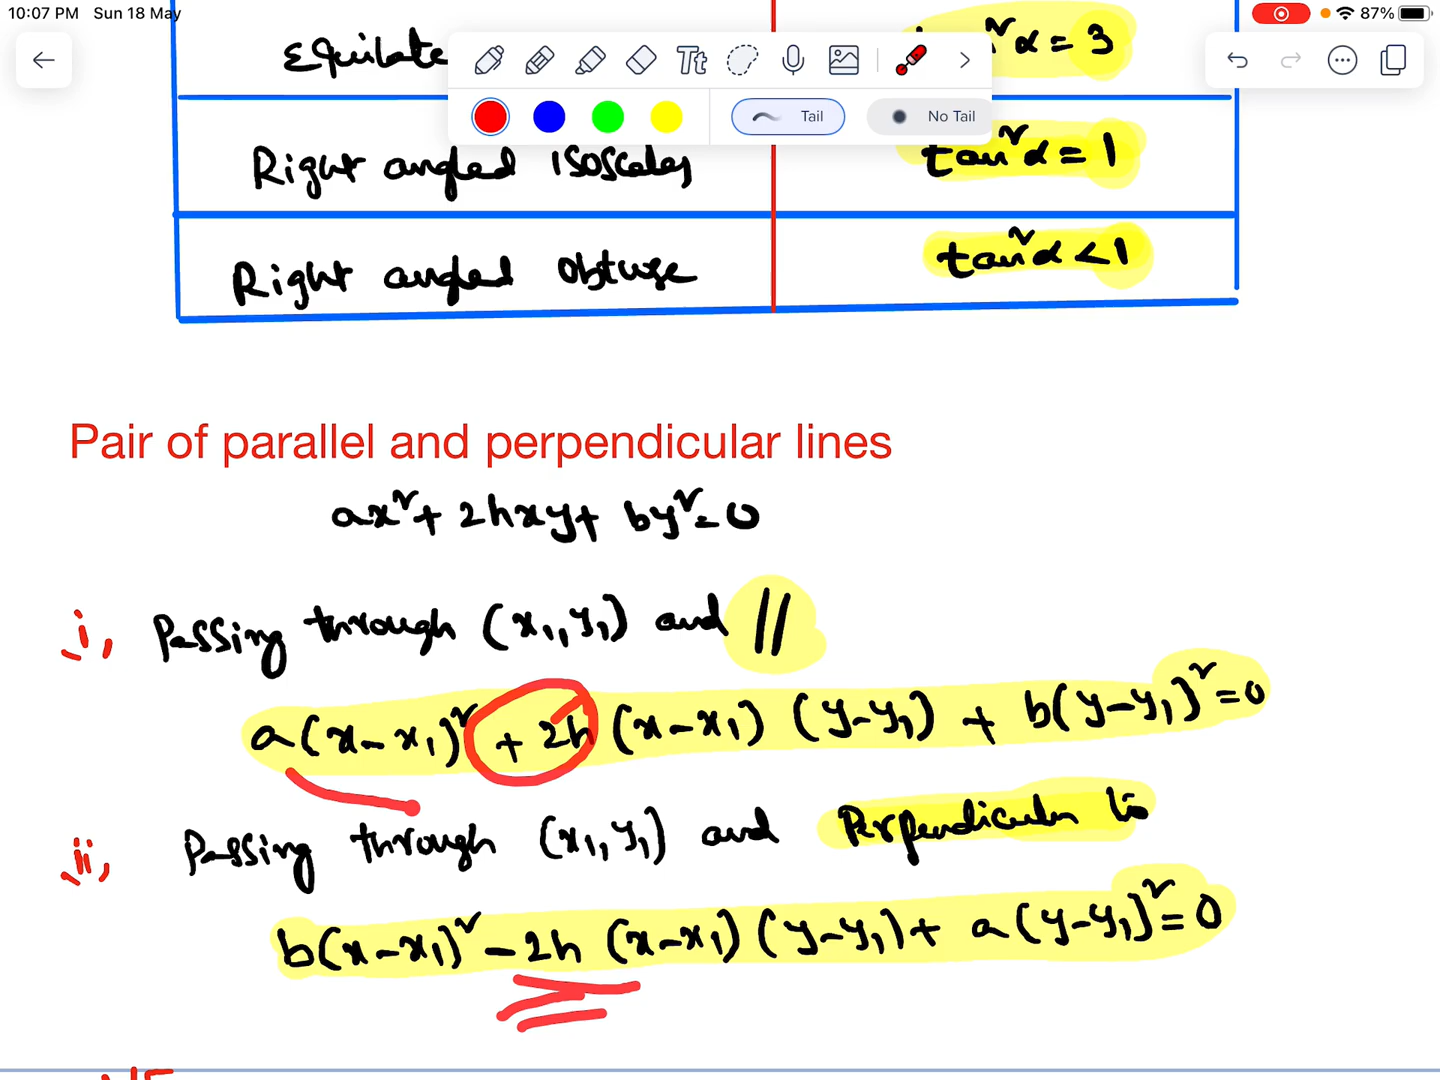 10:07 PM Sun 18 May 87%
Tt
Tail No Tail
²α = 3
Right angled isosceles tan²α = 1
Right angled obtuse tan²α < 1
Pair of parallel and perpendicular lines
ax² + 2hxy + by² = 0
i, Passing through (x₁, y₁) and //
a(x-x₁)² + 2h (x-x₁) (y-y₁) + b(y-y₁)² = 0
ii, Passing through (x₁, y₁) and Perpendicular to
b(x-x₁)² - 2h (x-x₁) (y-y₁) + a(y-y₁)² = 0